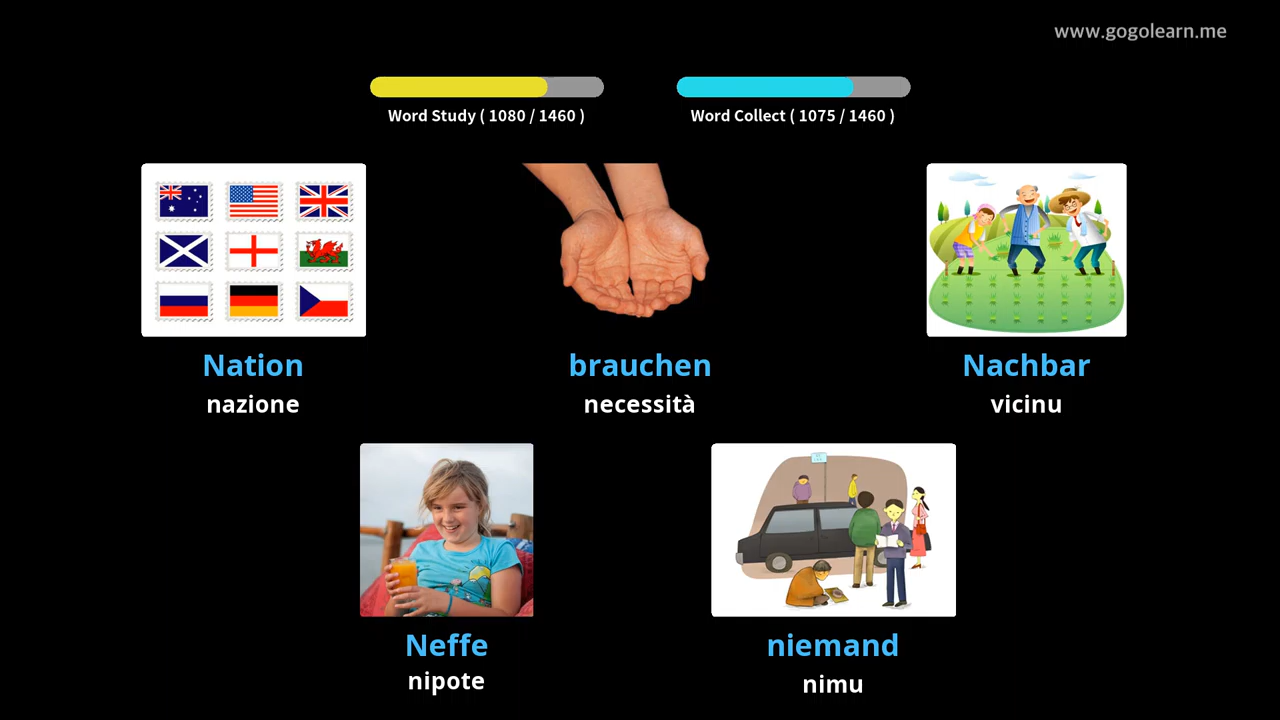 www.gogolearn.me
Word Study ( 1080 / 1460 )
Word Collect ( 1075 / 1460 )
Nation
nazione
brauchen
necessità
Nachbar
vicinu
Neffe
nipote
niemand
nimu